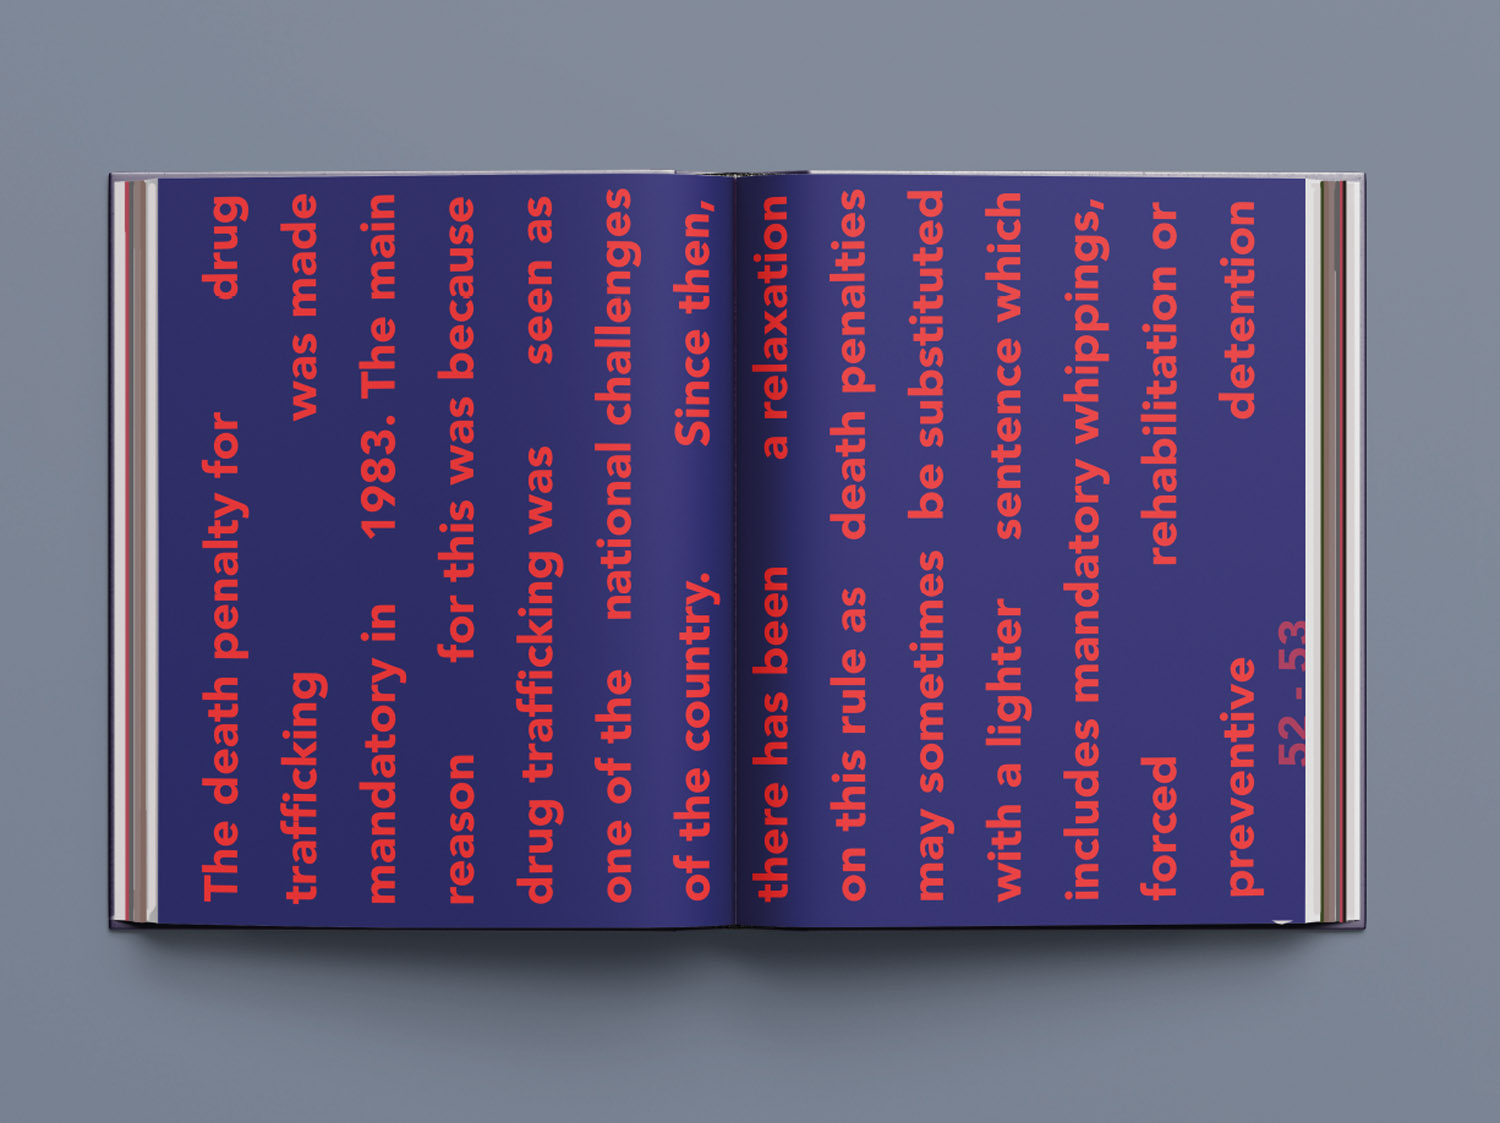 The death penalty for drug
trafficking was made
mandatory in 1983. The main
reason for this was because
drug trafficking was seen as
one of the national challenges
of the country. Since then,
there has been a relaxation
on this rule as death penalties
may sometimes be substituted
with a lighter sentence which
includes mandatory whippings,
forced rehabilitation or
preventive detention
52 - 53